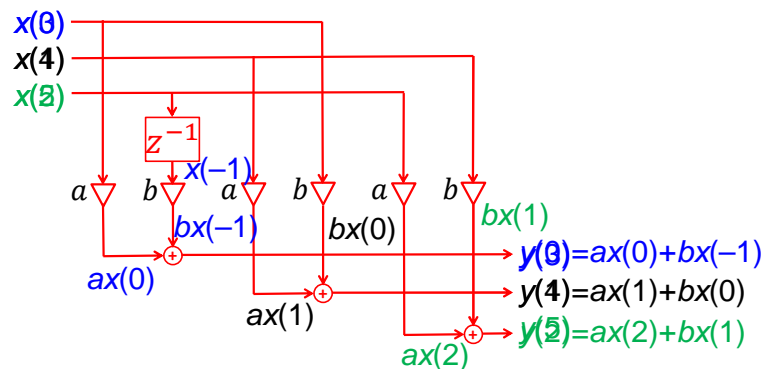 x(0)
x(1)
x(2)
z⁻¹
x(−1)
a b a b a b
bx(−1) bx(0) bx(1)
y(0)=ax(0)+bx(−1)
ax(0)
y(1)=ax(1)+bx(0)
ax(1)
y(2)=ax(2)+bx(1)
ax(2)